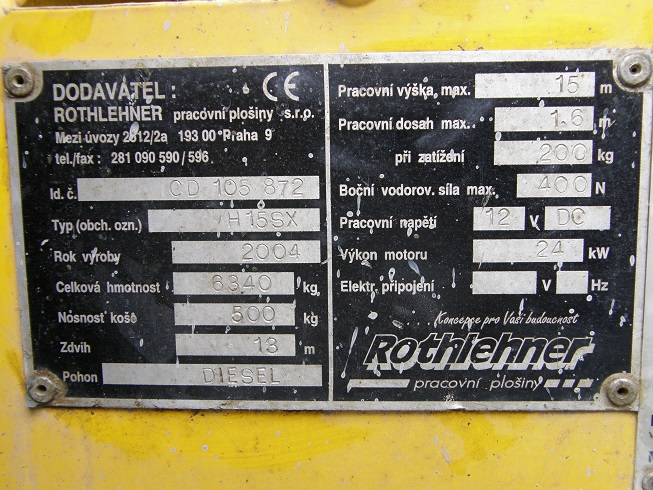 DODAVATEL : CE
ROTHLEHNER pracovní plošiny s.r.o.
Mezi úvozy 2512/2a 193 00 Praha 9
tel./fax : 281 090 590 / 596
Id. č. CD 105 872
Typ (obch. ozn.) H15SX
Rok výroby 2004
Celková hmotnost 6340 kg
Nosnost koše 500 kg
Zdvih 13 m
Pohon DIESEL
Pracovní výška, max. 15 m
Pracovní dosah max. 1.6 m
při zatížení 200 kg
Boční vodorov. síla max. 400 N
Pracovní napětí 12 V DC
Výkon motoru 24 kW
Elektr. připojení V Hz
Koncepce pro Vaši budoucnost
Rothlehner
pracovní plošiny